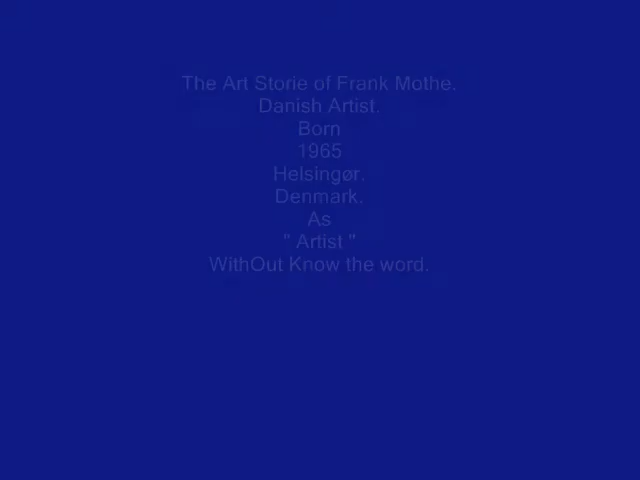 The Art Storie of Frank Mothe.
Danish Artist.
Born
1965
Helsingør.
Denmark.
As
" Artist "
WithOut Know the word.